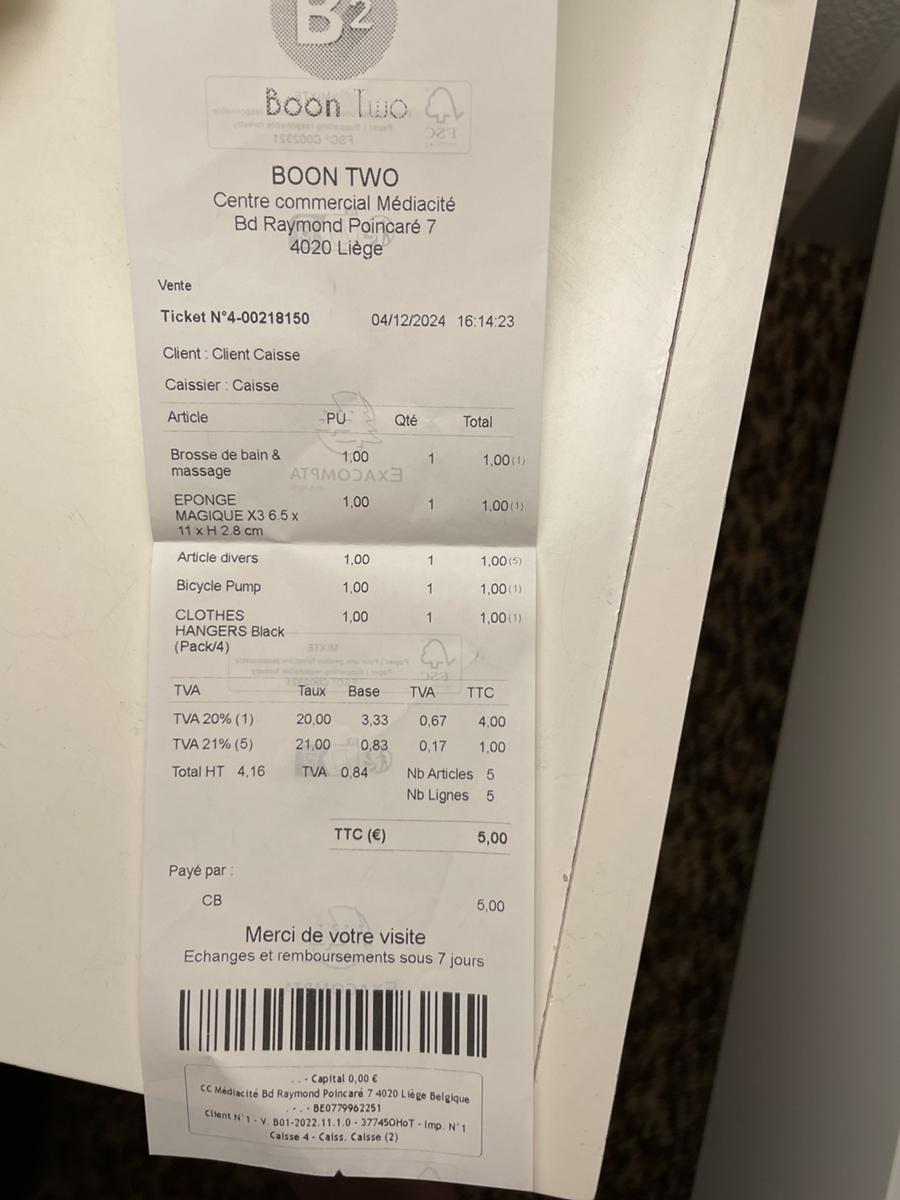 B2
Boon Two
BOON TWO
Centre commercial Médiacité
Bd Raymond Poincaré 7
4020 Liège
Vente
Ticket N°4-00218150 04/12/2024 16:14:23
Client : Client Caisse
Caissier : Caisse
Article PU Qté Total
Brosse de bain & 1,00 1 1,00(1)
massage
EPONGE 1,00 1 1,00(1)
MAGIQUE X3 6.5 x
11 x H 2.8 cm
Article divers 1,00 1 1,00(5)
Bicycle Pump 1,00 1 1,00(1)
CLOTHES 1,00 1 1,00(1)
HANGERS Black
(Pack/4)
TVA Taux Base TVA TTC
TVA 20% (1) 20,00 3,33 0,67 4,00
TVA 21% (5) 21,00 0,83 0,17 1,00
Total HT 4,16 TVA 0,84 Nb Articles 5
Nb Lignes 5
TTC (€) 5,00
Payé par :
CB 5,00
Merci de votre visite
Echanges et remboursements sous 7 jours
. . - Capital 0,00 €
CC Médiacité Bd Raymond Poincaré 7 4020 Liège Belgique
. - . - BE0779962251
Client N°1 - V. B01-2022.11.1.0 - 37745OHoT - Imp. N°1
Caisse 4 - Caiss. Caisse (2)
EXACOMPTA
FSC
FSC® C002321
MIXTE